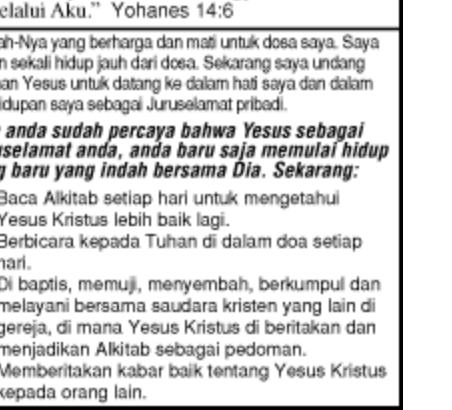 elalui Aku.” Yohanes 14:6
ah-Nya yang berharga dan mati untuk dosa saya. Saya
n sekali hidup jauh dari dosa. Sekarang saya undang
an Yesus untuk datang ke dalam hati saya dan dalam
idupan saya sebagai Juruselamat pribadi.
anda sudah percaya bahwa Yesus sebagai
uselamat anda, anda baru saja memulai hidup
g baru yang indah bersama Dia. Sekarang:
Baca Alkitab setiap hari untuk mengetahui
Yesus Kristus lebih baik lagi.
Berbicara kepada Tuhan di dalam doa setiap
hari.
Di baptis, memuji, menyembah, berkumpul dan
melayani bersama saudara kristen yang lain di
gereja, di mana Yesus Kristus di beritakan dan
menjadikan Alkitab sebagai pedoman.
Memberitakan kabar baik tentang Yesus Kristus
kepada orang lain.